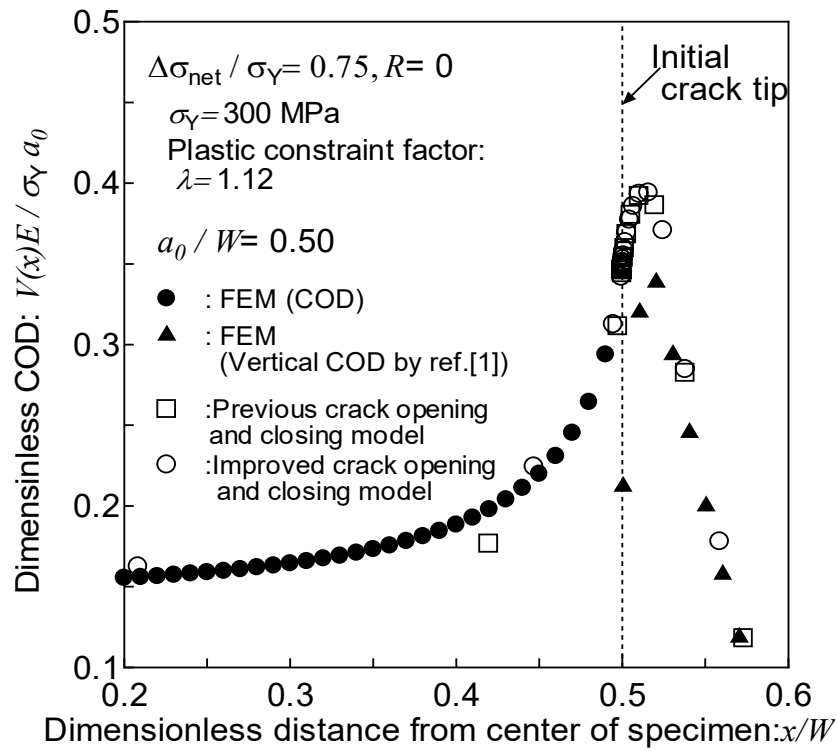 0.5
0.4
0.3
0.2
0.1
Dimensinless COD: V(x)E / σY a0
Δσnet / σY= 0.75, R= 0
σY= 300 MPa
Plastic constraint factor:
λ= 1.12
a0 / W= 0.50
: FEM (COD)
: FEM
(Vertical COD by ref.[1])
:Previous crack opening
and closing model
:Improved crack opening
and closing model
Initial
crack tip
0.2 0.3 0.4 0.5 0.6
Dimensionless distance from center of specimen:x/W